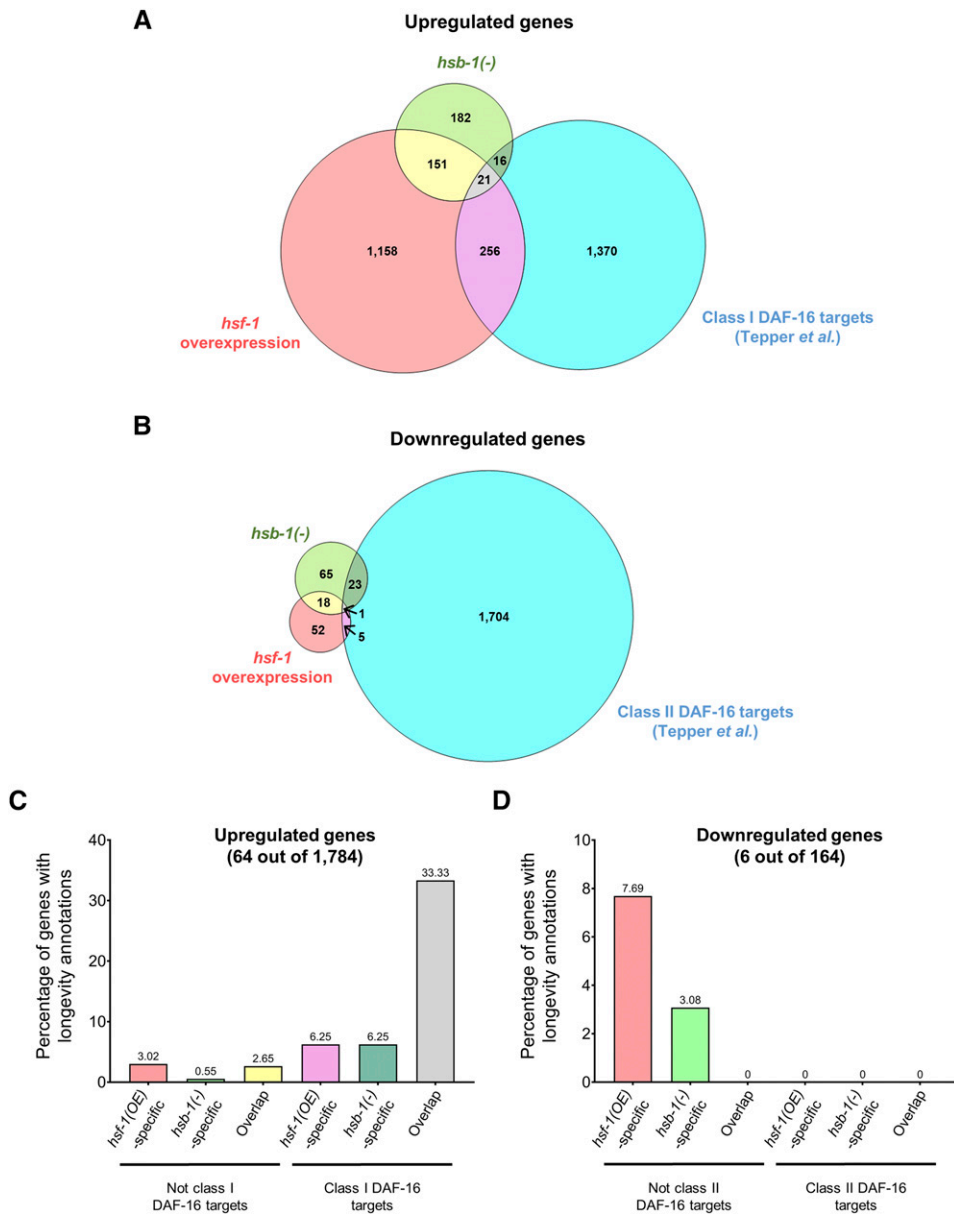 A
Upregulated genes
hsb-1(-)
182
151
16
21
1,158
256
1,370
hsf-1
overexpression
Class I DAF-16 targets
(Tepper et al.)
B
Downregulated genes
hsb-1(-)
65
23
18
1
1,704
52
5
hsf-1
overexpression
Class II DAF-16 targets
(Tepper et al.)
C
Upregulated genes
(64 out of 1,784)
Percentage of genes with
longevity annotations
40
30
20
10
0
3.02
0.55
2.65
6.25
6.25
33.33
hsf-1(OE)
-specific
hsb-1(-)
-specific
Overlap
hsf-1(OE)
-specific
hsb-1(-)
-specific
Overlap
Not class I
DAF-16 targets
Class I DAF-16
targets
D
Downregulated genes
(6 out of 164)
Percentage of genes with
longevity annotations
10
8
6
4
2
0
7.69
3.08
0
0
0
0
hsf-1(OE)
-specific
hsb-1(-)
-specific
Overlap
hsf-1(OE)
-specific
hsb-1(-)
-specific
Overlap
Not class II
DAF-16 targets
Class II DAF-16
targets